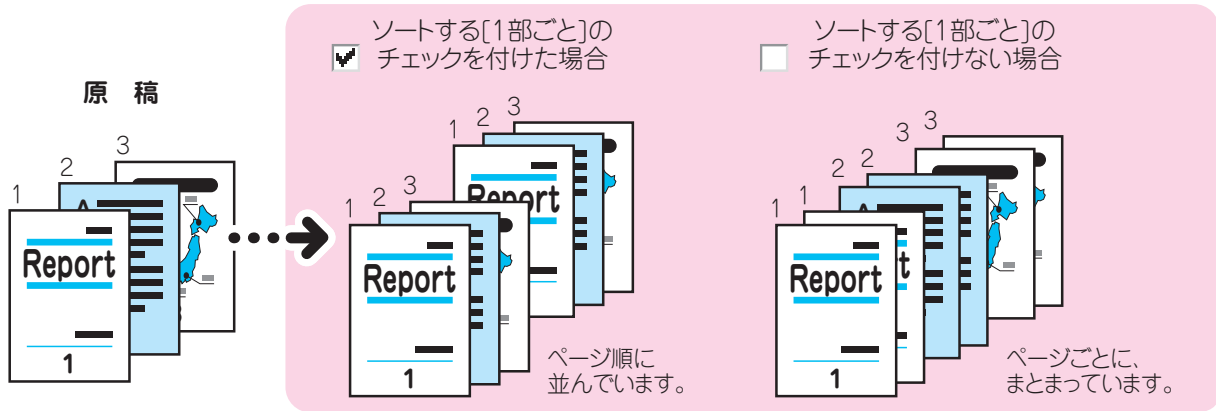 原 稿
1
2
3
Report
1
ソートする[1部ごと]の
チェックを付けた場合
1
2
3
1
2
3
Report
Report
1
ページ順に
並んでいます。
ソートする[1部ごと]の
チェックを付けない場合
1
1
2
2
3
3
Report
1
ページごとに、
まとまっています。